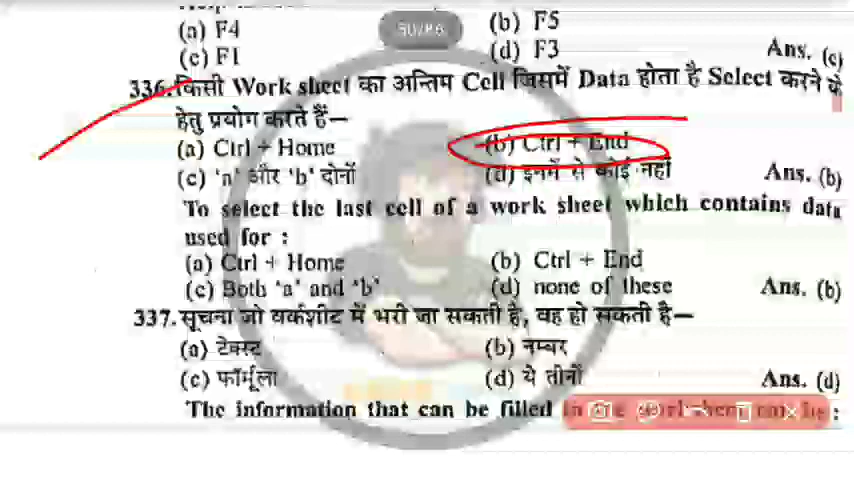 (a) F4 (b) F5
(c) F1 (d) F3 Ans. (c)
336. किसी Work sheet का अन्तिम Cell जिसमें Data होता है Select करने के
हेतु प्रयोग करते हैं—
(a) Ctrl + Home (b) Ctrl + End
(c) 'a' और 'b' दोनों (d) इनमें से कोई नहीं Ans. (b)
To select the last cell of a work sheet which contains data
used for :
(a) Ctrl + Home (b) Ctrl + End
(c) Both 'a' and 'b' (d) none of these Ans. (b)
337. सूचना जो वर्कशीट में भरी जा सकती है, वह हो सकती है—
(a) टेक्स्ट (b) नम्बर
(c) फॉर्मूला (d) ये तीनों Ans. (d)
The information that can be filled in be :